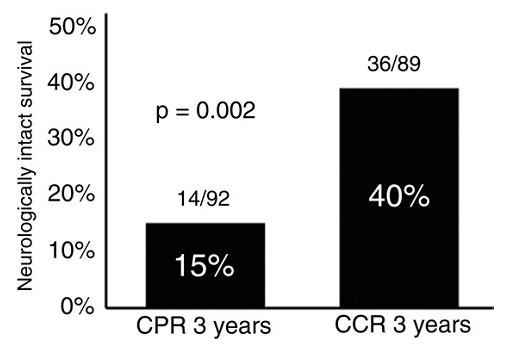 Neurologically intact survival
50%
40%
30%
20%
10%
0%
p = 0.002
14/92
15%
36/89
40%
CPR 3 years
CCR 3 years